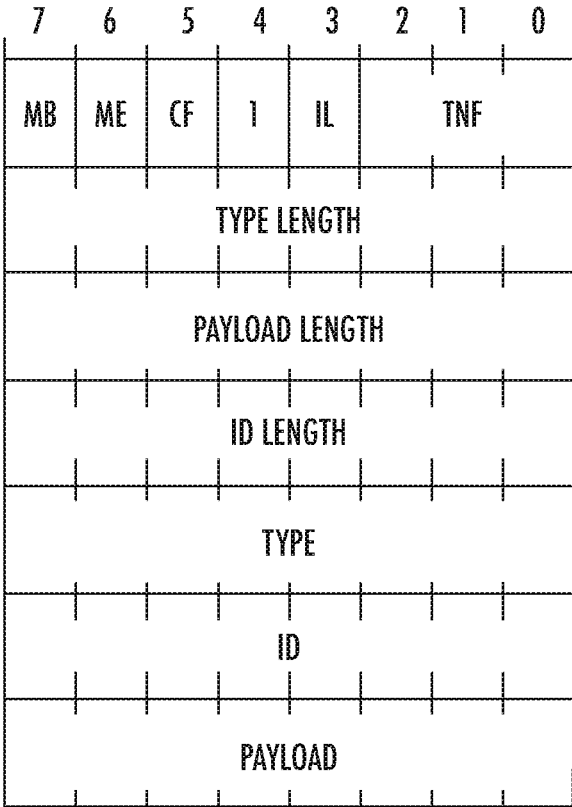 7 6 5 4 3 2 1 0
MB ME CF 1 IL TNF
TYPE LENGTH
PAYLOAD LENGTH
ID LENGTH
TYPE
ID
PAYLOAD